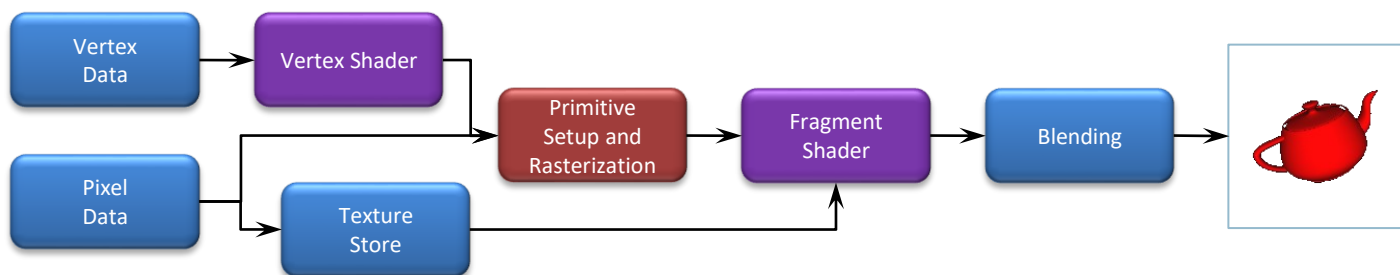 Vertex
Data
Vertex Shader
Primitive
Setup and
Rasterization
Fragment
Shader
Blending
Pixel
Data
Texture
Store